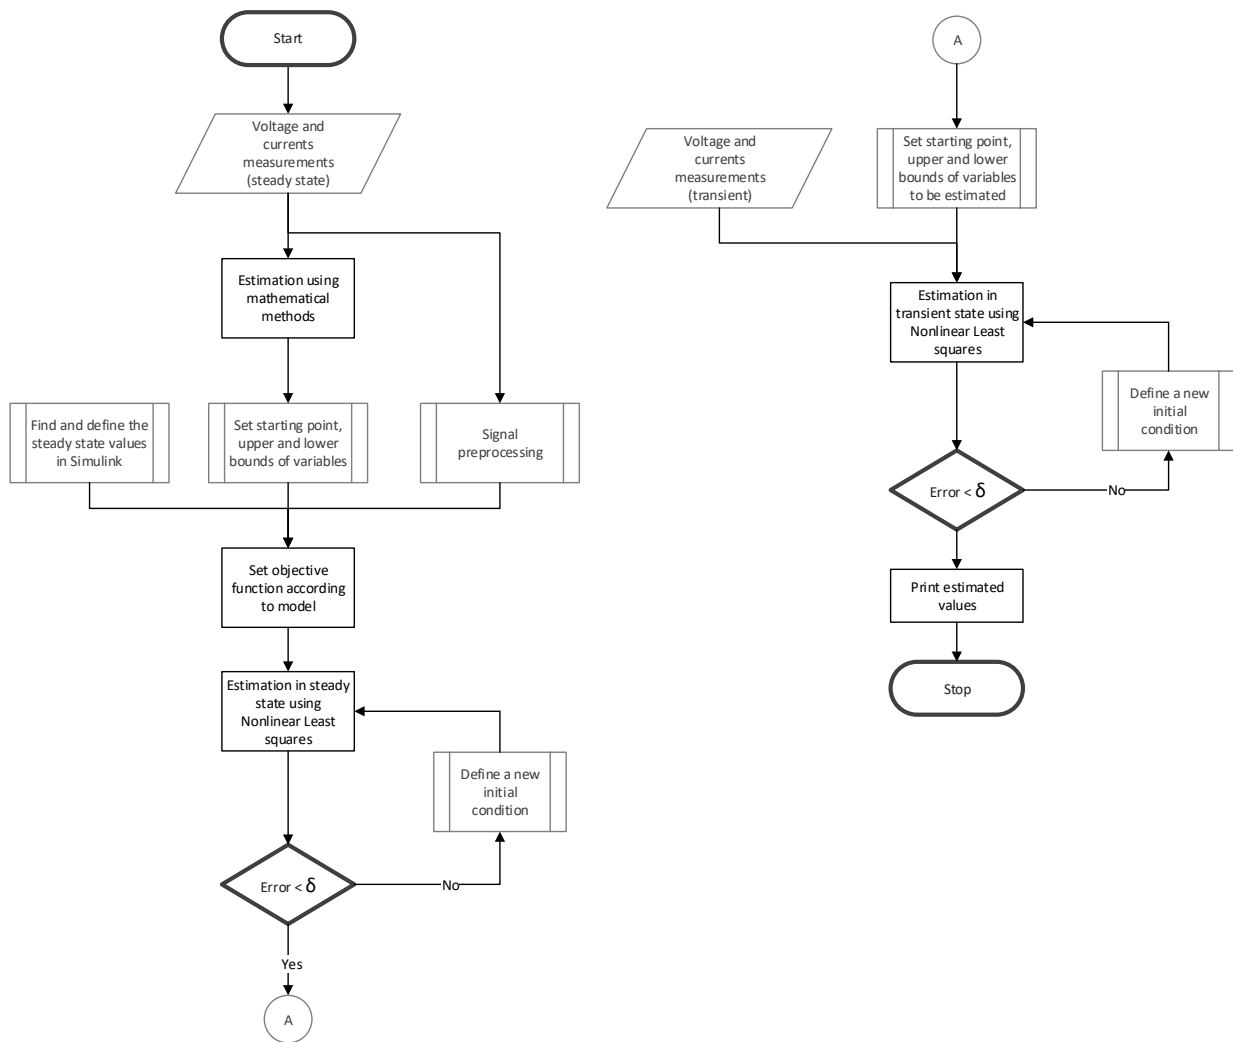 Start
Voltage and
currents
measurements
(steady state)
Estimation using
mathematical
methods
Find and define the
steady state values
in Simulink
Set starting point,
upper and lower
bounds of variables
Signal
preprocessing
Set objective
function according
to model
Estimation in steady
state using
Nonlinear Least
squares
Define a new
initial
condition
Error < δ
No
Yes
A
A
Voltage and
currents
measurements
(transient)
Set starting point,
upper and lower
bounds of variables
to be estimated
Estimation in
transient state using
Nonlinear Least
squares
Define a new
initial
condition
Error < δ
No
Print estimated
values
Stop